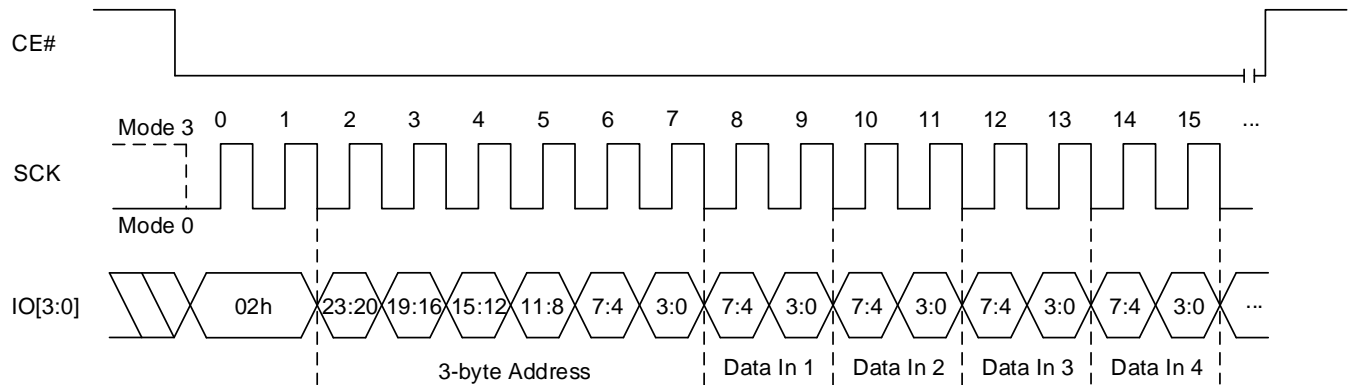 CE#
Mode 3 0 1 2 3 4 5 6 7 8 9 10 11 12 13 14 15 ...
SCK
Mode 0
IO[3:0] 02h 23:20 19:16 15:12 11:8 7:4 3:0 7:4 3:0 7:4 3:0 7:4 3:0 7:4 3:0 ...
3-byte Address Data In 1 Data In 2 Data In 3 Data In 4